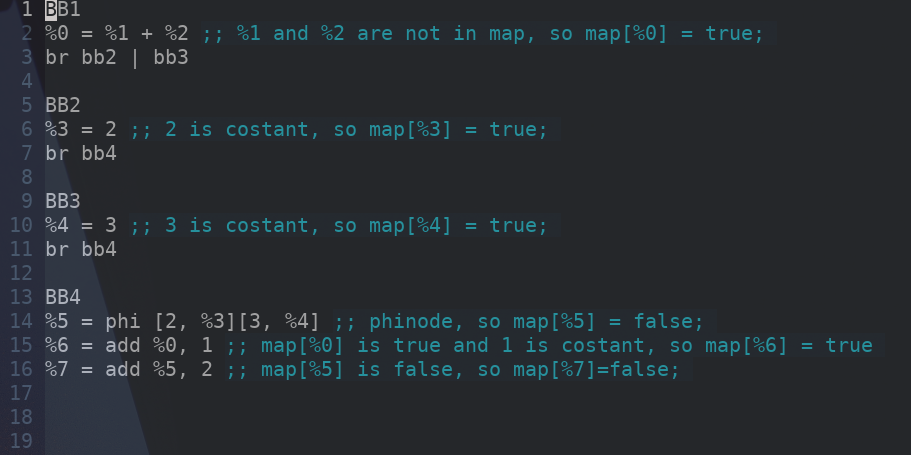 1 BB1
2 %0 = %1 + %2 ;; %1 and %2 are not in map, so map[%0] = true;
3 br bb2 | bb3
4
5 BB2
6 %3 = 2 ;; 2 is costant, so map[%3] = true;
7 br bb4
8
9 BB3
10 %4 = 3 ;; 3 is costant, so map[%4] = true;
11 br bb4
12
13 BB4
14 %5 = phi [2, %3][3, %4] ;; phinode, so map[%5] = false;
15 %6 = add %0, 1 ;; map[%0] is true and 1 is costant, so map[%6] = true
16 %7 = add %5, 2 ;; map[%5] is false, so map[%7]=false;
17
18
19